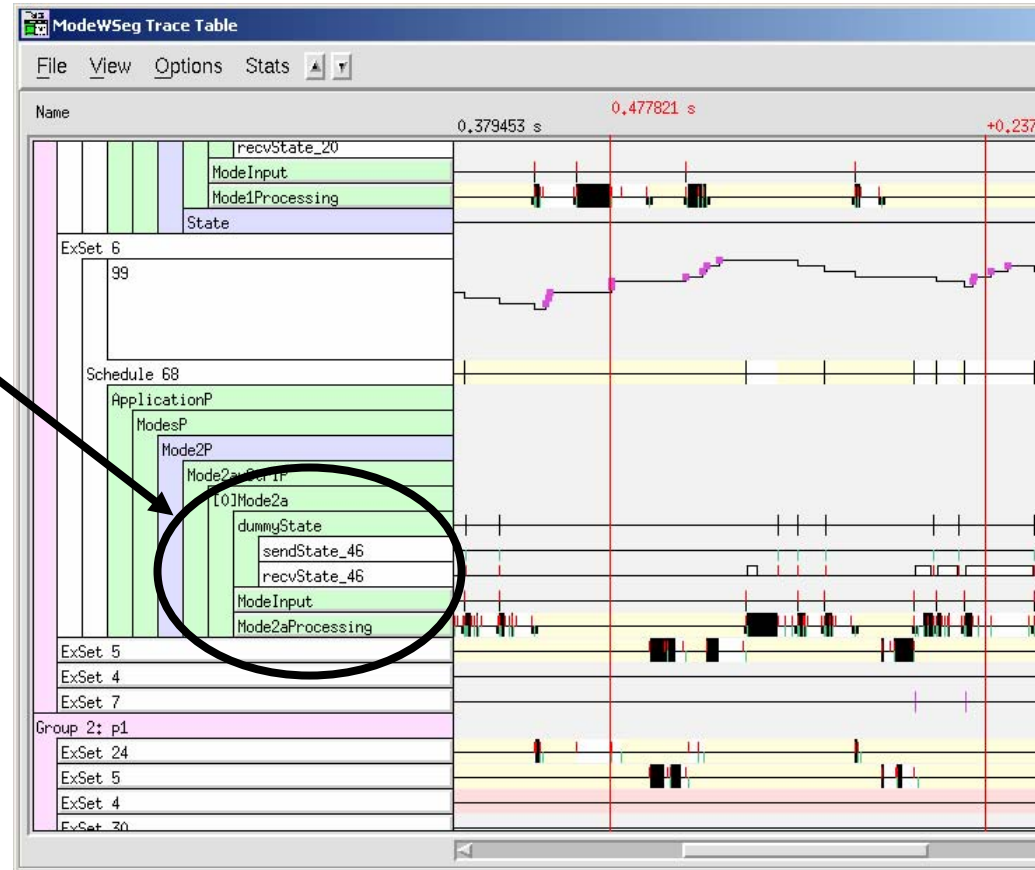 ModeWSeg Trace Table
File View Options Stats
Name
0.379453 s
0.477821 s
+0.237
recvState_20
ModeInput
Mode1Processing
State
ExSet 6
99
Schedule 68
ApplicationP
ModesP
Mode2P
[0]Mode2a
dummyState
sendState_46
recvState_46
ModeInput
Mode2aProcessing
ExSet 5
ExSet 4
ExSet 7
Group 2: p1
ExSet 24
ExSet 5
ExSet 4
ExSet 30